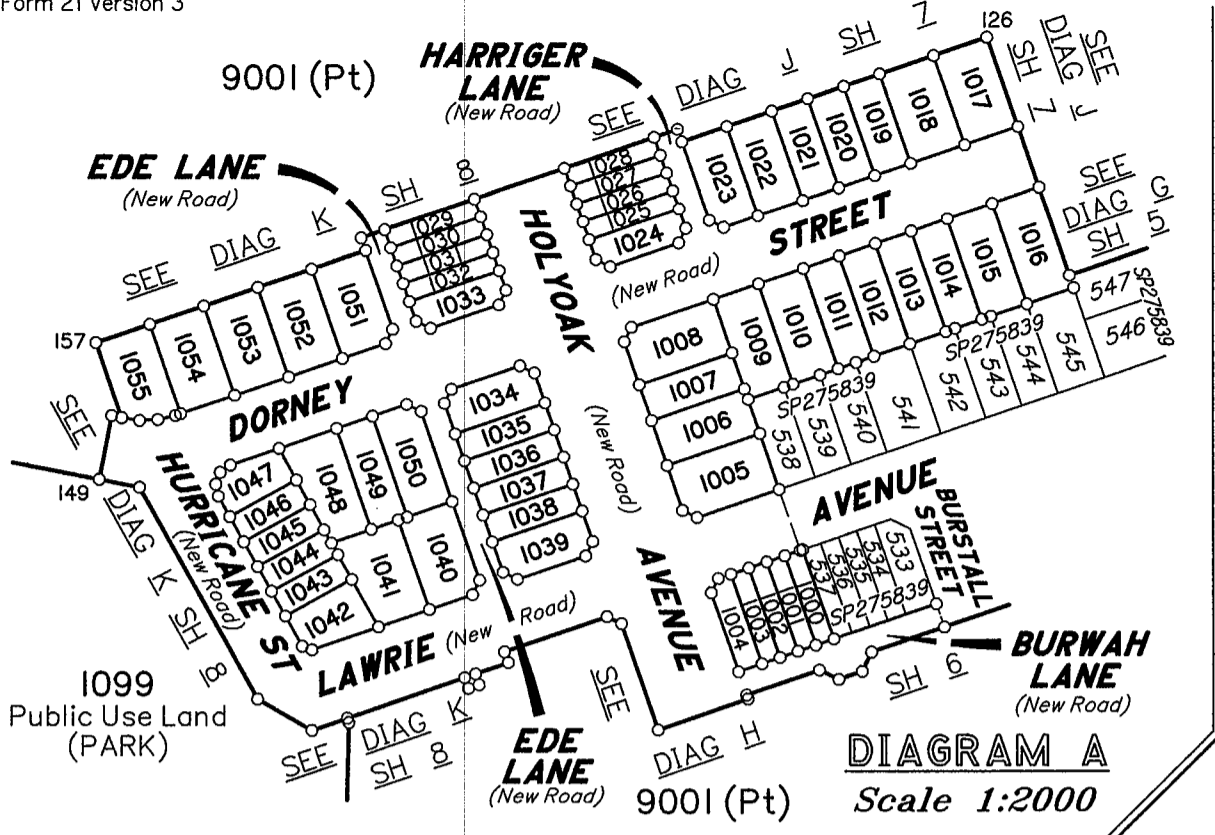 Form 21 Version 3
9001 (Pt)
HARRIGER
LANE
(New Road)
SEE DIAG J SH 7
126
SEE
DIAG J
SH 7
EDE LANE
(New Road)
SEE DIAG K SH 8
1028
1027
1026
1025
1024
1023
1022
1021
1020
1019
1018
1017
1029
1030
1031
1032
1033
HOLYOAK
STREET
(New Road)
SEE
DIAG G
SH 5
157
1055
1054
1053
1052
1051
1008
1007
1006
1005
1009
1010
1011
1012
1013
1014
1015
1016
547
546
SP275839
SP275839
SP275839
538
539
540
541
542
543
544
545
SEE
DORNEY
1034
1035
1036
1037
1038
1039
(New Road)
149
DIAG K SH 8
HURRICANE ST
(New Road)
1047
1046
1045
1044
1043
1042
1048
1049
1050
1041
1040
AVENUE
BURSTALL
STREET
AVENUE
1004
1003
1002
1001
1000
537
536
535
534
533
SP275839
LAWRIE (New Road)
1099
Public Use Land
(PARK)
SEE DIAG K
SH 8
EDE
LANE
(New Road)
SEE
DIAG H
SH 6
BURWAH
LANE
(New Road)
9001 (Pt)
DIAGRAM A
Scale 1:2000